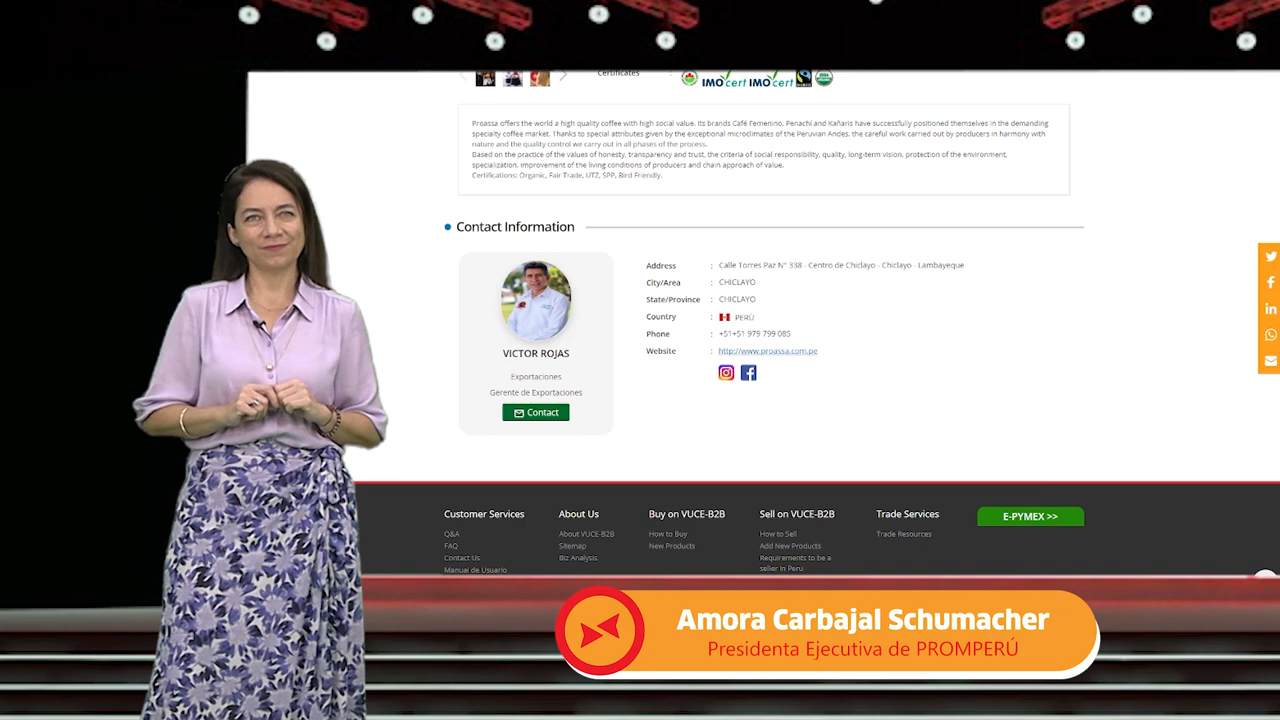 Certificates :
IMOcert IMOcert
Proassa offers the world a high quality coffee with high social value. Its brands Café Femenino, Penachí and Kañaris have successfully positioned themselves in the demanding
specialty coffee market. Thanks to special attributes given by the exceptional microclimates of the Peruvian Andes, the careful work carried out by producers in harmony with
nature and the quality control we carry out in all phases of the process.
Based on the practice of the values of honesty, transparency and trust, the criteria of social responsibility, quality, long-term vision, protection of the environment,
specialization, improvement of the living conditions of producers and chain approach of value.
Certifications: Organic, Fair Trade, UTZ, SPP, Bird Friendly.
Contact Information
VICTOR ROJAS
Exportaciones
Gerente de Exportaciones
Contact
Address : Calle Torres Paz N° 338 - Centro de Chiclayo - Chiclayo - Lambayeque
City/Area : CHICLAYO
State/Province : CHICLAYO
Country : PERÚ
Phone : +51+51 979 799 085
Website : http://www.proassa.com.pe
Customer Services
Q&A
FAQ
Contact Us
Manual de Usuario
About Us
About VUCE-B2B
Sitemap
Biz Analysis
Buy on VUCE-B2B
How to Buy
New Products
Sell on VUCE-B2B
How to Sell
Add New Products
Requirements to be a
seller in Peru
Trade Services
Trade Resources
E-PYMEX >>
Amora Carbajal Schumacher
Presidenta Ejecutiva de PROMPERÚ